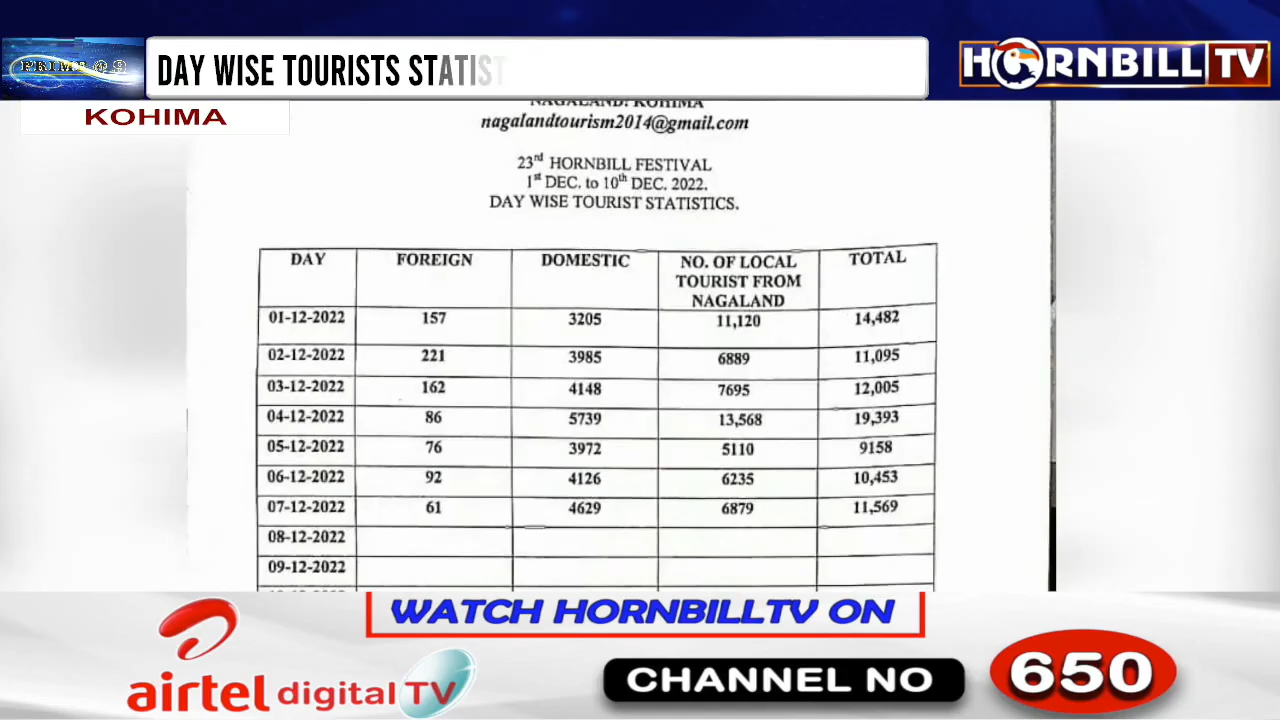 PRIME @ 9
DAY WISE TOURISTS STATIST
HORNBILL TV
KOHIMA
NAGALAND: KOHIMA
nagalandtourism2014@gmail.com
23rd HORNBILL FESTIVAL
1st DEC. to 10th DEC. 2022.
DAY WISE TOURIST STATISTICS.
DAY FOREIGN DOMESTIC NO. OF LOCAL TOURIST FROM NAGALAND TOTAL
01-12-2022 157 3205 11,120 14,482
02-12-2022 221 3985 6889 11,095
03-12-2022 162 4148 7695 12,005
04-12-2022 86 5739 13,568 19,393
05-12-2022 76 3972 5110 9158
06-12-2022 92 4126 6235 10,453
07-12-2022 61 4629 6879 11,569
08-12-2022
09-12-2022
WATCH HORNBILLTV ON
airtel digital TV
CHANNEL NO
650